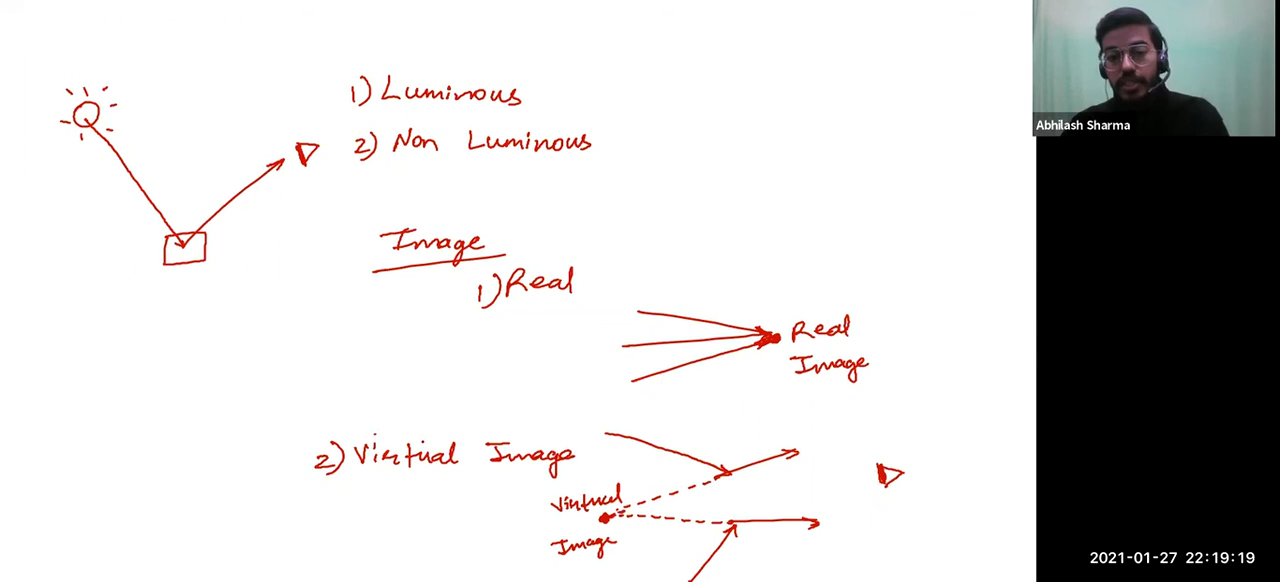 1) Luminous
2) Non Luminous
Image
1) Real
Real
Image
2) Virtual Image
Virtual
Image
Abhilash Sharma
2021-01-27 22:19:19